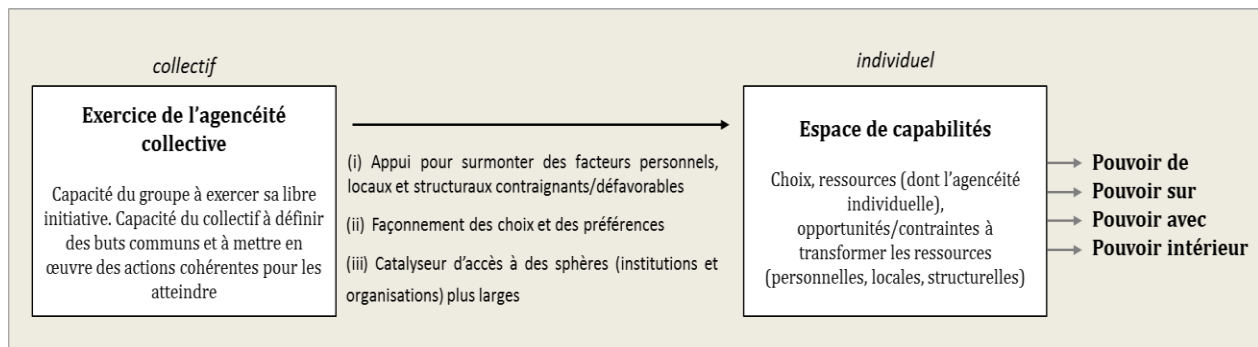 collectif
Exercice de l’agencéité
collective
Capacité du groupe à exercer sa libre
initiative. Capacité du collectif à définir
des buts communs et à mettre en
œuvre des actions cohérentes pour les
atteindre
(i) Appui pour surmonter des facteurs personnels,
locaux et structuraux contraignants/défavorables
(ii) Façonnement des choix et des préférences
(iii) Catalyseur d’accès à des sphères (institutions et
organisations) plus larges
individuel
Espace de capabilités
Choix, ressources (dont l’agencéité
individuelle),
opportunités/contraintes à
transformer les ressources
(personnelles, locales, structurelles)
Pouvoir de
Pouvoir sur
Pouvoir avec
Pouvoir intérieur